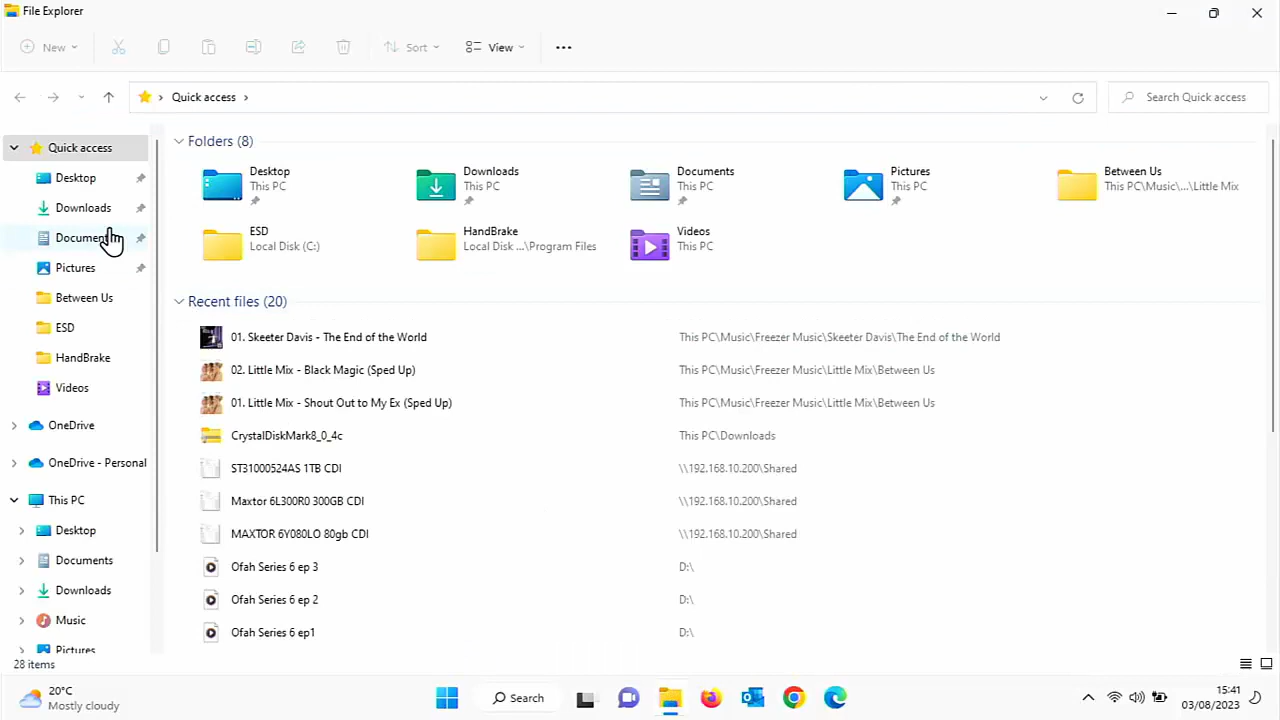 File Explorer
New
Sort
View
Quick access
Search Quick access
Quick access
Desktop
Downloads
Documents
Pictures
Between Us
ESD
HandBrake
Videos
OneDrive
OneDrive - Personal
This PC
Desktop
Documents
Downloads
Music
Pictures
Folders (8)
Desktop
This PC
Downloads
This PC
Documents
This PC
Pictures
This PC
Between Us
This PC\Music\...\Little Mix
ESD
Local Disk (C:)
HandBrake
Local Disk ...\Program Files
Videos
This PC
Recent files (20)
01. Skeeter Davis - The End of the World This PC\Music\Freezer Music\Skeeter Davis\The End of the World
02. Little Mix - Black Magic (Sped Up) This PC\Music\Freezer Music\Little Mix\Between Us
01. Little Mix - Shout Out to My Ex (Sped Up) This PC\Music\Freezer Music\Little Mix\Between Us
CrystalDiskMark8_0_4c This PC\Downloads
ST31000524AS 1TB CDI \\192.168.10.200\Shared
Maxtor 6L300R0 300GB CDI \\192.168.10.200\Shared
MAXTOR 6Y080LO 80gb CDI \\192.168.10.200\Shared
Ofah Series 6 ep 3 D:\
Ofah Series 6 ep 2 D:\
Ofah Series 6 ep1 D:\
28 items
20°C
Mostly cloudy
Search
15:41
03/08/2023